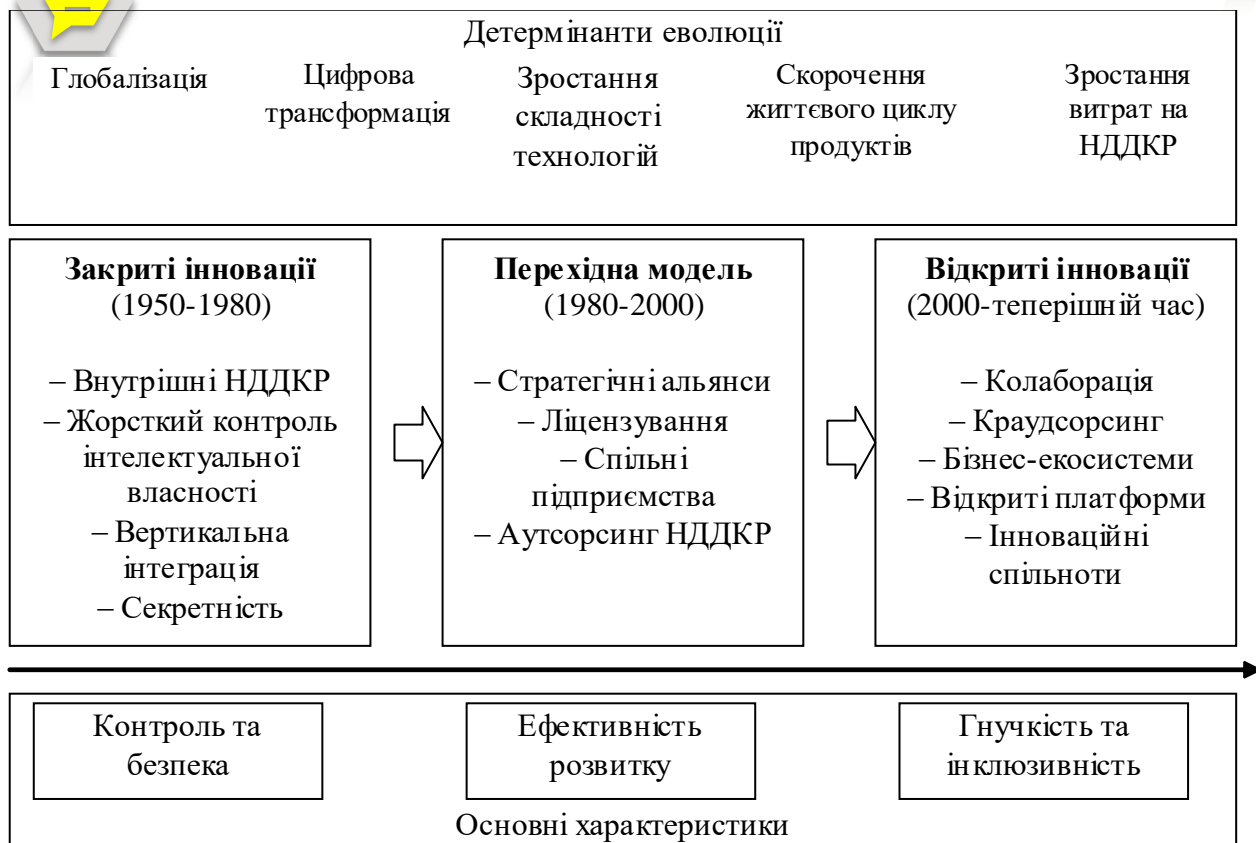 Детермінанти еволюції
Глобалізація
Цифрова
трансформація
Зростання
складності
технологій
Скорочення
життєвого циклу
продуктів
Зростання
витрат на
НДДКР
Закриті інновації
(1950-1980)
– Внутрішні НДДКР
– Жорсткий контроль
інтелектуальної
власності
– Вертикальна
інтеграція
– Секретність
Перехідна модель
(1980-2000)
– Стратегічні альянси
– Ліцензування
– Спільні
підприємства
– Аутсорсинг НДДКР
Відкриті інновації
(2000-теперішній час)
– Колаборація
– Краудсорсинг
– Бізнес-екосистеми
– Відкриті платформи
– Інноваційні
спільноти
Контроль та
безпека
Ефективність
розвитку
Гнучкість та
інклюзивність
Основні характеристики